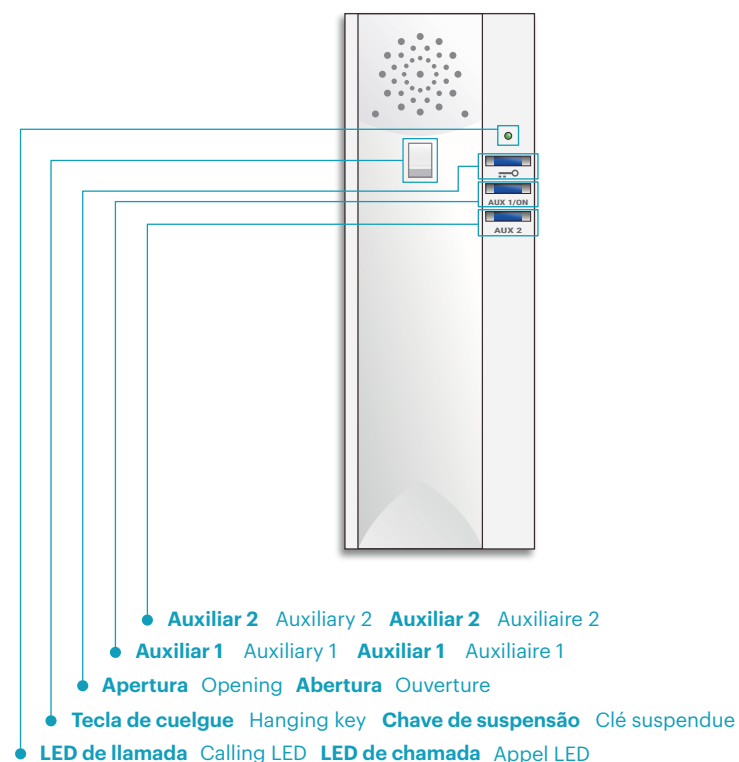 AUX 1/ON
AUX 2
Auxiliar 2 Auxiliary 2 Auxiliar 2 Auxiliaire 2
Auxiliar 1 Auxiliary 1 Auxiliar 1 Auxiliaire 1
Apertura Opening Abertura Ouverture
Tecla de cuelgue Hanging key Chave de suspensão Clé suspendue
LED de llamada Calling LED LED de chamada Appel LED